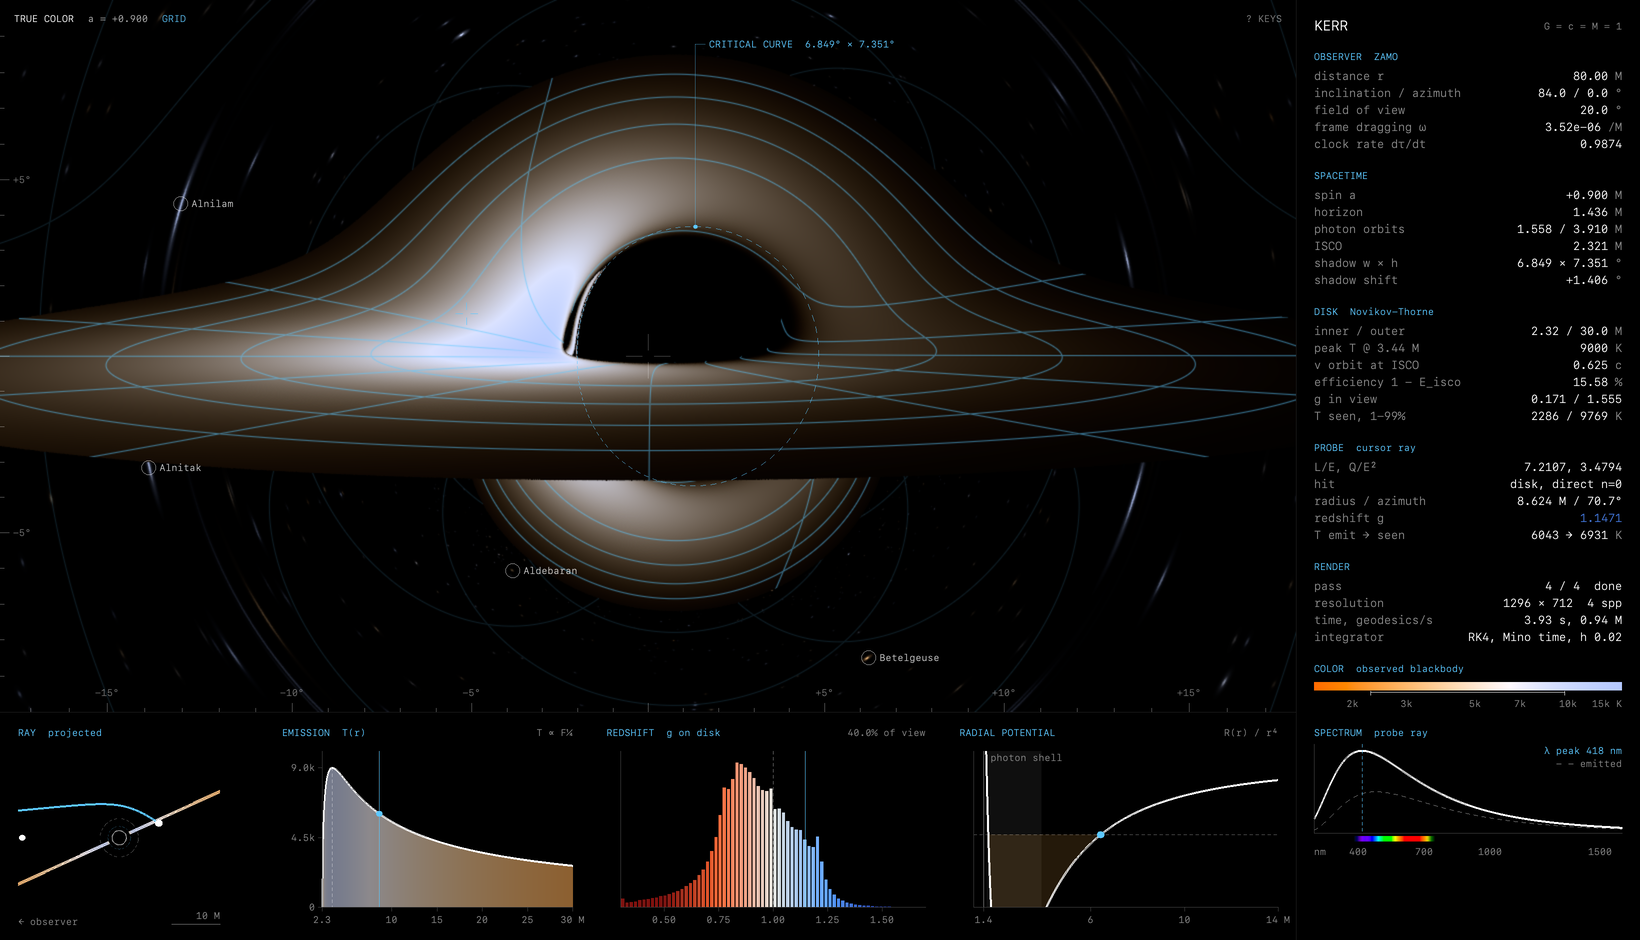 TRUE COLOR a = +0.900 GRID
? KEYS
CRITICAL CURVE 6.849° × 7.351°
+5°
Alnilam
Alnitak
-5°
Aldebaran
Betelgeuse
-15° -10° -5° +5° +10° +15°
KERR G = c = M = 1
OBSERVER ZAMO
distance r 80.00 M
inclination / azimuth 84.0 / 0.0 °
field of view 20.0 °
frame dragging ω 3.52e-06 /M
clock rate dτ/dt 0.9874
SPACETIME
spin a +0.900 M
horizon 1.436 M
photon orbits 1.558 / 3.910 M
ISCO 2.321 M
shadow w × h 6.849 × 7.351 °
shadow shift +1.406 °
DISK Novikov-Thorne
inner / outer 2.32 / 30.0 M
peak T @ 3.44 M 9000 K
v orbit at ISCO 0.625 c
efficiency 1 - E_isco 15.58 %
g in view 0.171 / 1.555
T seen, 1-99% 2286 / 9769 K
PROBE cursor ray
L/E, Q/E² 7.2107, 3.4794
hit disk, direct n=0
radius / azimuth 8.624 M / 70.7°
redshift g 1.1471
T emit → seen 6043 → 6931 K
RENDER
pass 4 / 4 done
resolution 1296 × 712 4 spp
time, geodesics/s 3.93 s, 0.94 M
integrator RK4, Mino time, h 0.02
COLOR observed blackbody
2k 3k 5k 7k 10k 15k K
RAY projected
← observer 10 M
EMISSION T(r) T ∝ F¼
9.0k
4.5k
0
2.3 10 15 20 25 30 M
REDSHIFT g on disk 40.0% of view
0.50 0.75 1.00 1.25 1.50
RADIAL POTENTIAL R(r) / r⁴
photon shell
1.4 6 10 14 M
SPECTRUM probe ray
λ peak 418 nm
– – emitted
nm 400 700 1000 1500